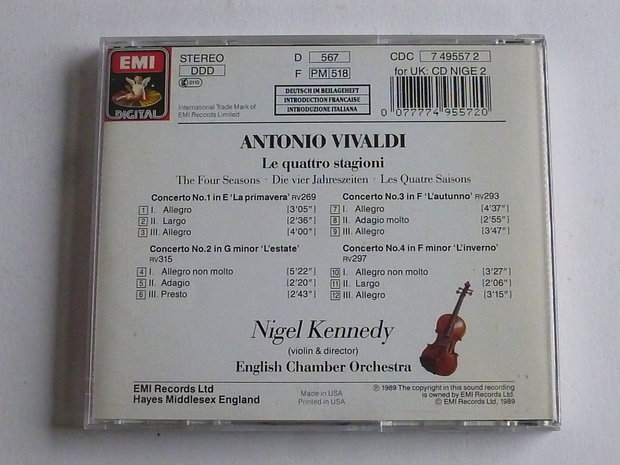 EMI
DIGITAL
STEREO
DDD
0110
International Trade Mark of
EMI Records Limited
D 567
F PM 518
DEUTSCH IM BEILAGEHEFT
INTRODUCTION FRANCAISE
INTRODUZIONE ITALIANA
CDC 7 49557 2
for UK: CD NIGE 2
0 077774 955720
ANTONIO VIVALDI
Le quattro stagioni
The Four Seasons · Die vier Jahreszeiten · Les Quatre Saisons
Concerto No.1 in E 'La primavera' RV269
1 I. Allegro [3'05"]
2 II. Largo [2'36"]
3 III. Allegro [4'00"]
Concerto No.2 in G minor 'L'estate'
RV315
4 I. Allegro non molto [5'22"]
5 II. Adagio [2'20"]
6 III. Presto [2'43"]
Concerto No.3 in F 'L'autunno' RV293
7 I. Allegro [4'37"]
8 II. Adagio molto [2'55"]
9 III. Allegro [3'47"]
Concerto No.4 in F minor 'L'inverno'
RV297
10 I. Allegro non molto [3'27"]
11 II. Largo [2'06"]
12 III. Allegro [3'15"]
Nigel Kennedy
(violin & director)
English Chamber Orchestra
EMI Records Ltd
Hayes Middlesex England
Made in USA
Printed in USA
℗ 1989 The copyright in this sound recording
is owned by EMI Records Ltd.
© EMI Records Ltd, 1989